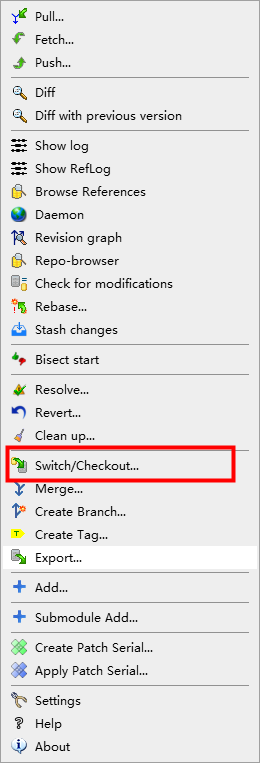 Pull...
Fetch...
Push...
Diff
Diff with previous version
Show log
Show RefLog
Browse References
Daemon
Revision graph
Repo-browser
Check for modifications
Rebase...
Stash changes
Bisect start
Resolve...
Revert...
Clean up...
Switch/Checkout...
Merge...
Create Branch...
Create Tag...
Export...
Add...
Submodule Add...
Create Patch Serial...
Apply Patch Serial...
Settings
Help
About